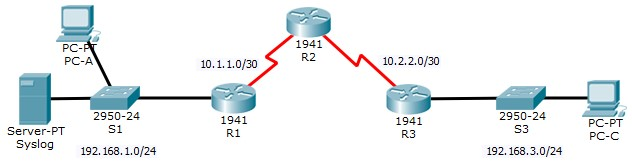 PC-PT
PC-A
1941
R2
10.1.1.0/30
10.2.2.0/30
Server-PT
Syslog
2950-24
S1
1941
R1
1941
R3
2950-24
S3
PC-PT
PC-C
192.168.1.0/24
192.168.3.0/24